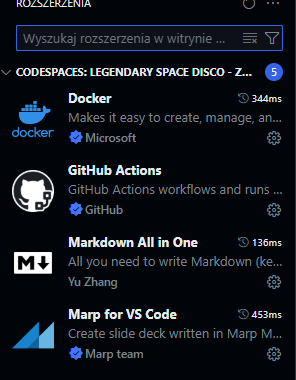 ROZSZERZENIA
Wyszukaj rozszerzenia w witrynie
CODESPACES: LEGENDARY SPACE DISCO - Z... 5
Docker 344ms
Makes it easy to create, manage, an...
docker
Microsoft
GitHub Actions
GitHub Actions workflows and runs ...
GitHub
Markdown All in One 136ms
All you need to write Markdown (ke...
Yu Zhang
Marp for VS Code 453ms
Create slide deck written in Marp M...
Marp team